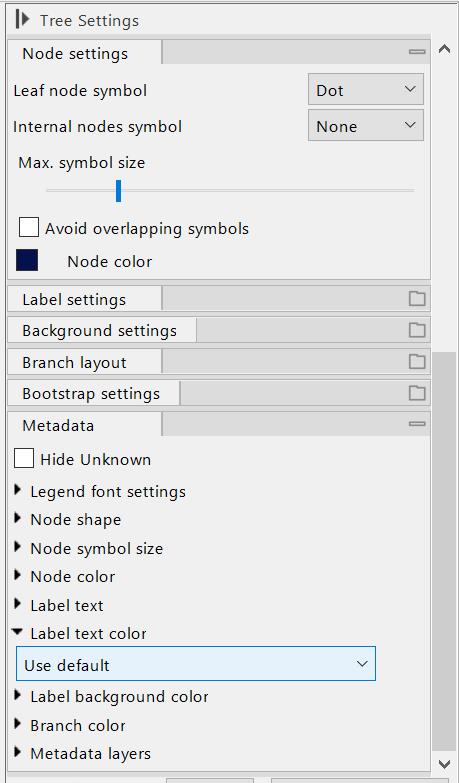 Tree Settings
Node settings
Leaf node symbol Dot
Internal nodes symbol None
Max. symbol size
Avoid overlapping symbols
Node color
Label settings
Background settings
Branch layout
Bootstrap settings
Metadata
Hide Unknown
Legend font settings
Node shape
Node symbol size
Node color
Label text
Label text color
Use default
Label background color
Branch color
Metadata layers